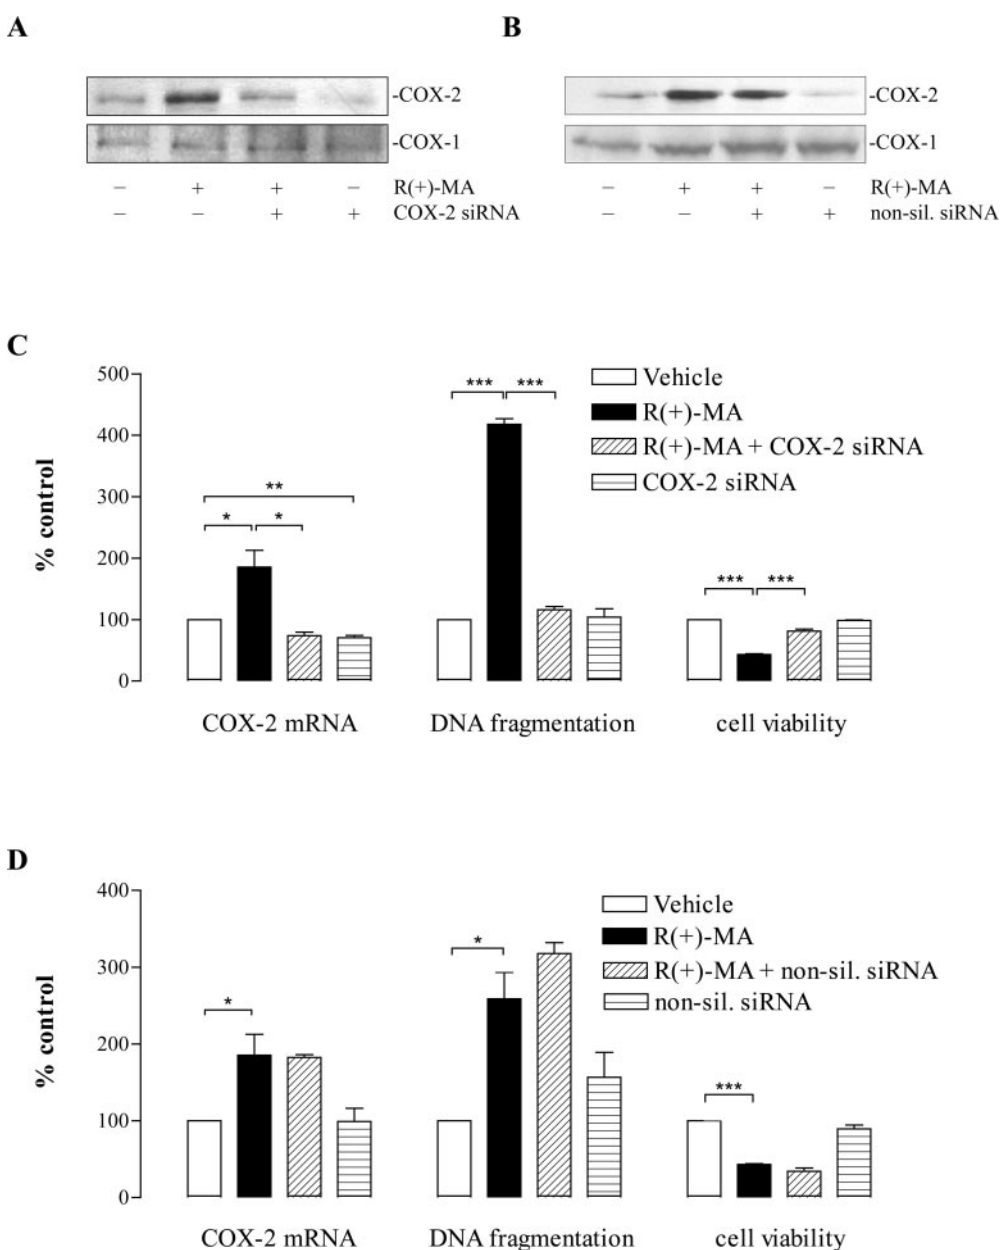 A
B
-COX-2
-COX-1
– + + – R(+)-MA
– – + + COX-2 siRNA
-COX-2
-COX-1
– + + – R(+)-MA
– – + + non-sil. siRNA
C
% control
500
400
300
200
100
0
Vehicle
R(+)-MA
R(+)-MA + COX-2 siRNA
COX-2 siRNA
** 
* *
*** ***
*** ***
COX-2 mRNA DNA fragmentation cell viability
D
% control
400
300
200
100
0
Vehicle
R(+)-MA
R(+)-MA + non-sil. siRNA
non-sil. siRNA
*
*
***
COX-2 mRNA DNA fragmentation cell viability